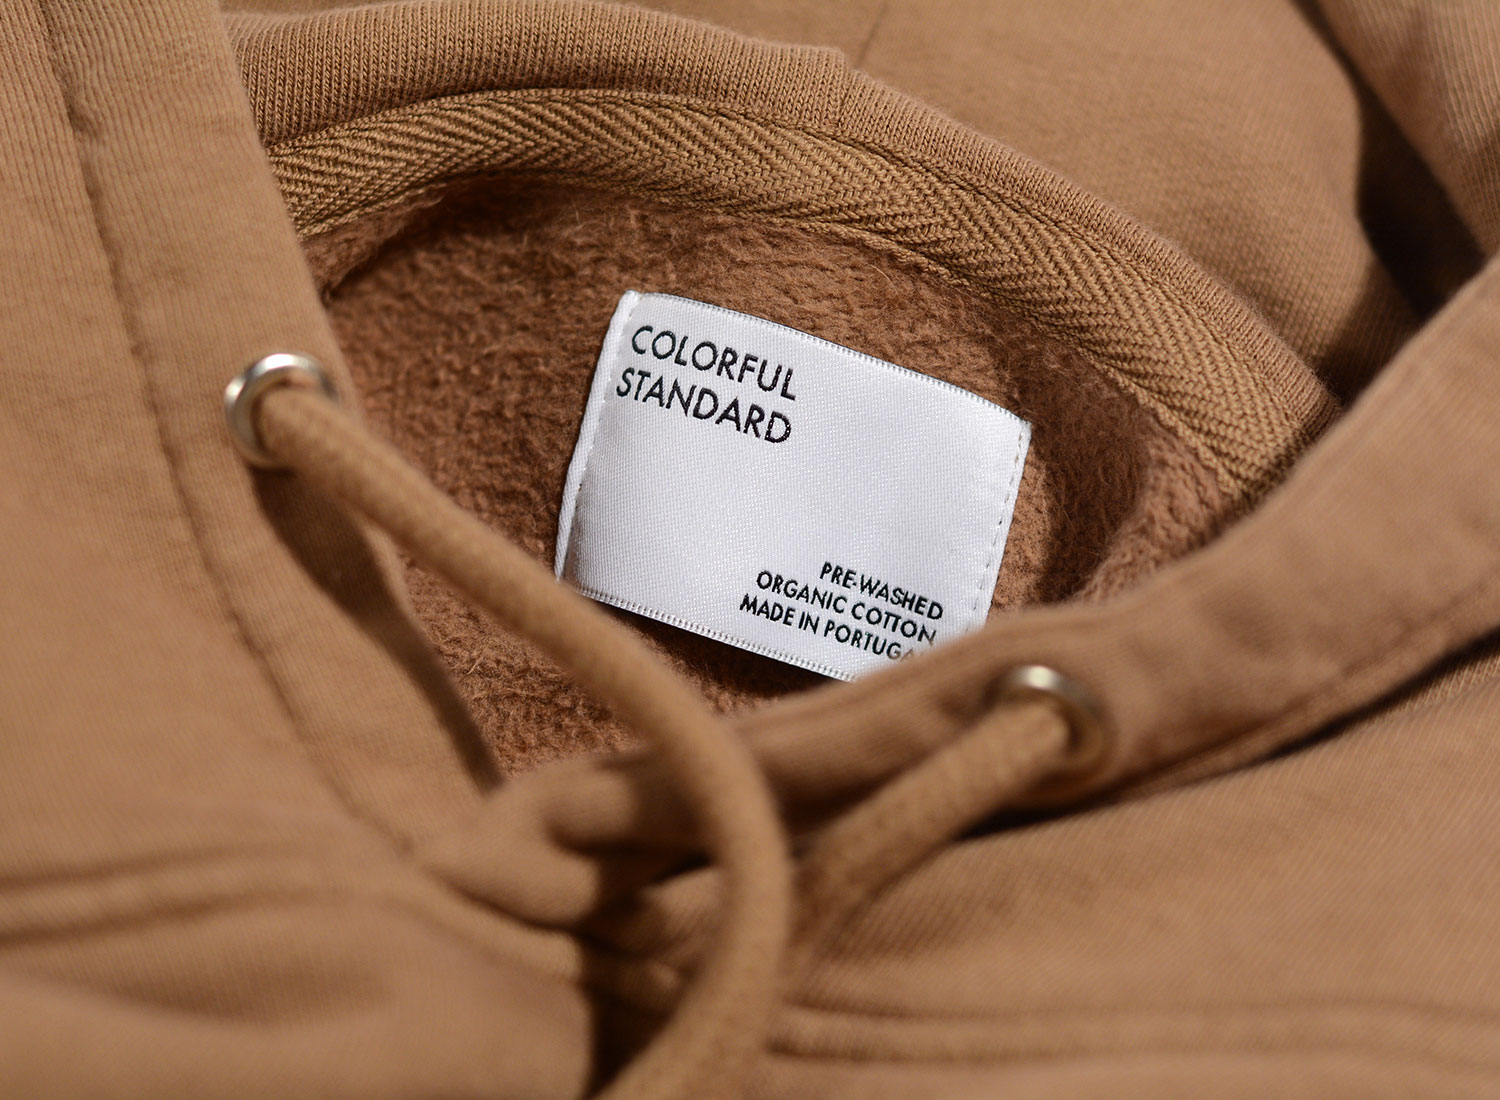 COLORFUL
STANDARD
PRE-WASHED
ORGANIC COTTON
MADE IN PORTUGA